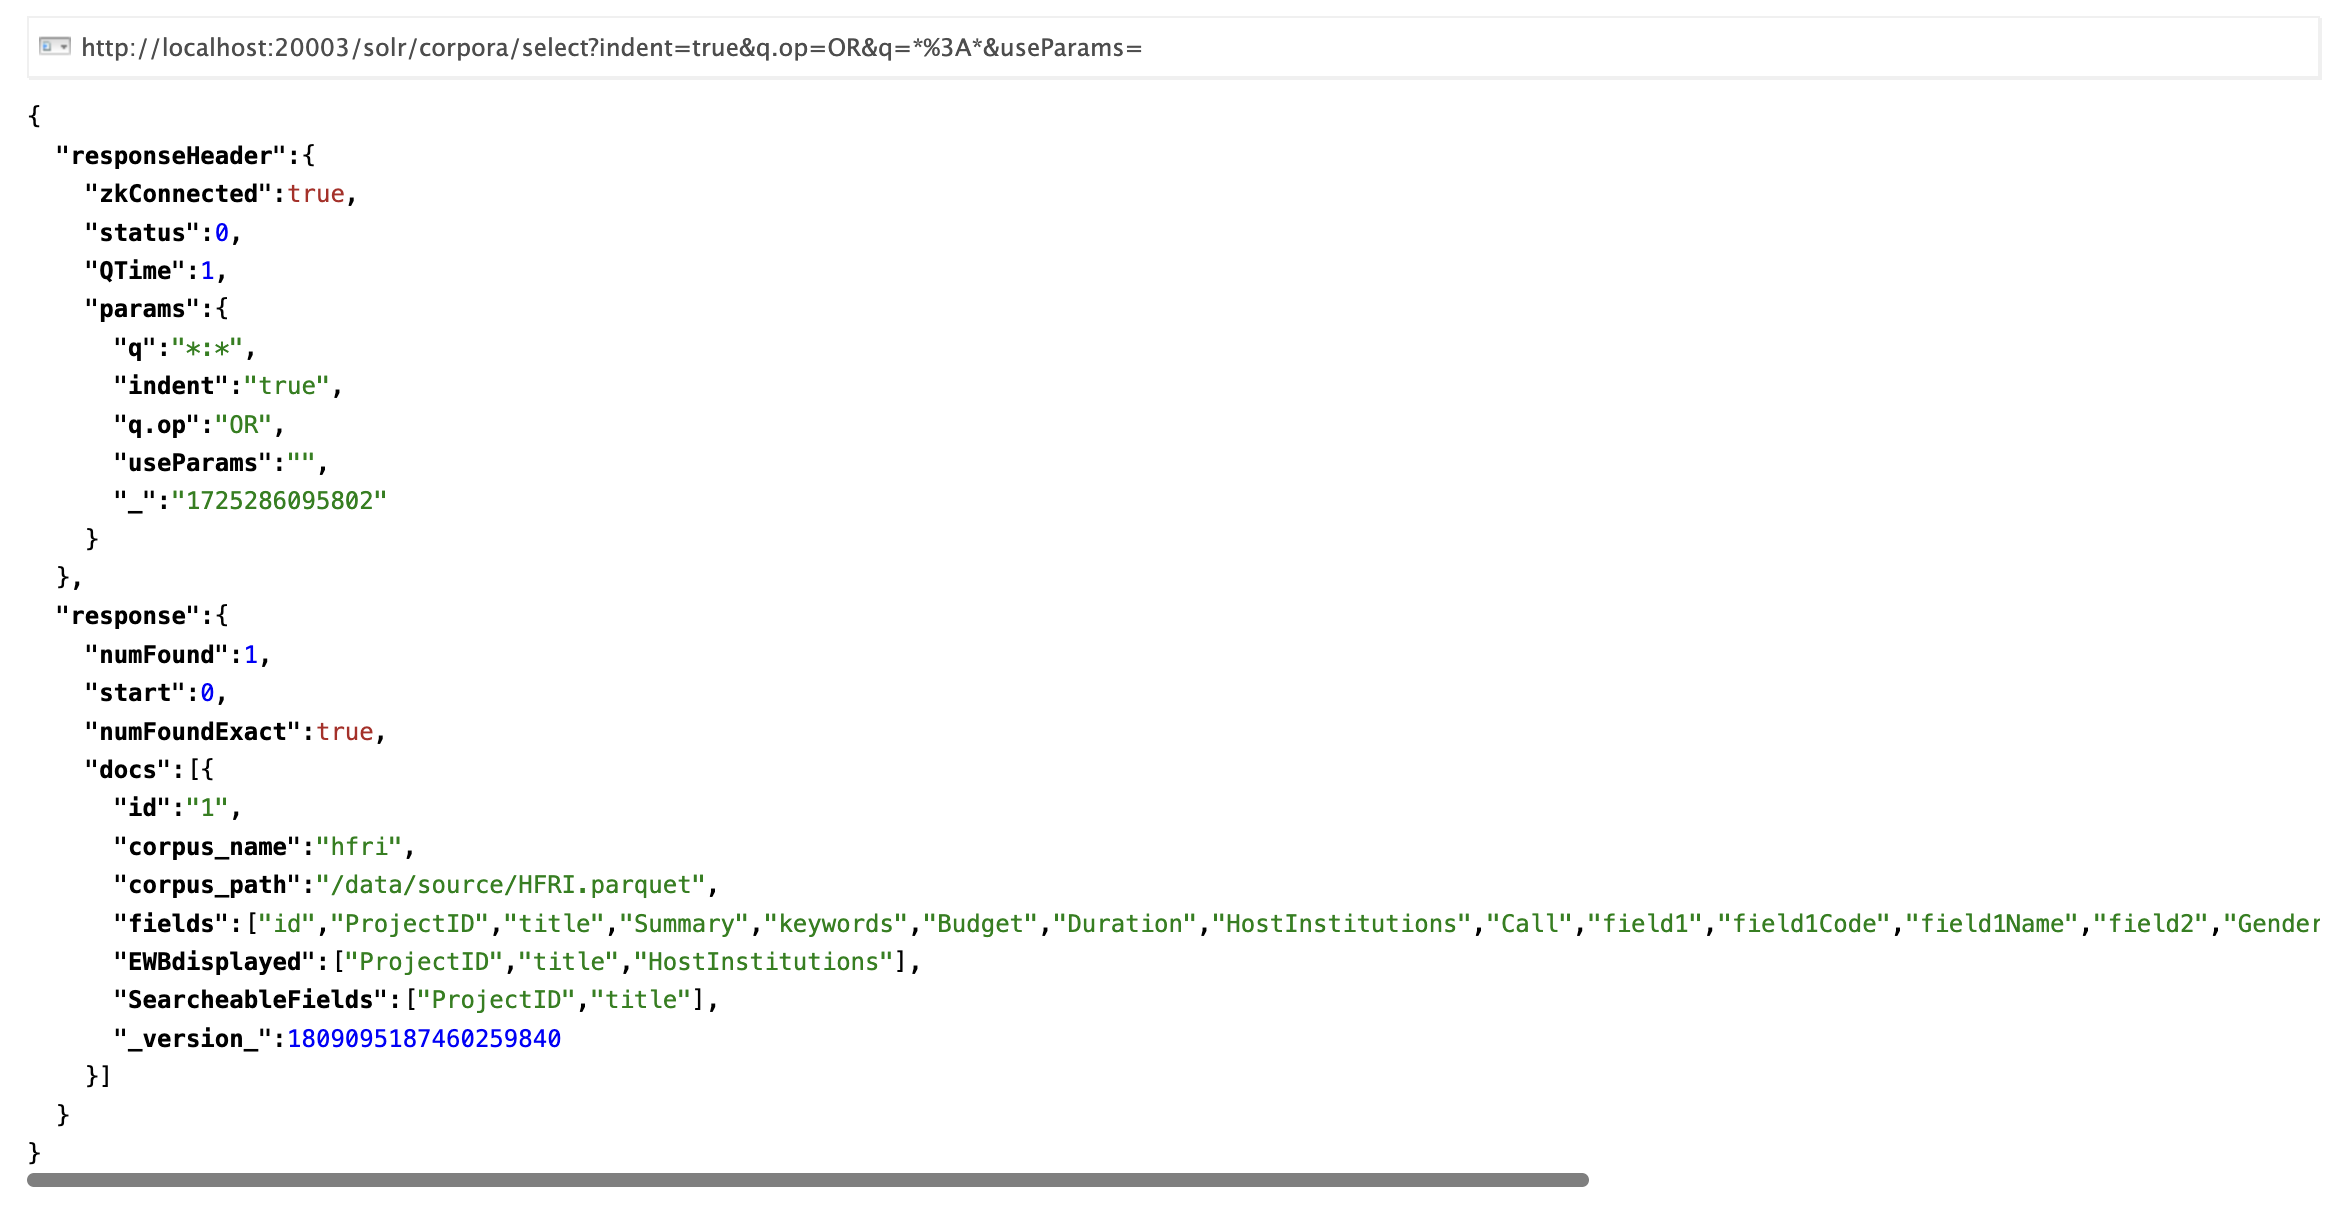 http://localhost:20003/solr/corpora/select?indent=true&q.op=OR&q=*%3A*&useParams=
{
  "responseHeader":{
    "zkConnected":true,
    "status":0,
    "QTime":1,
    "params":{
      "q":"*:*",
      "indent":"true",
      "q.op":"OR",
      "useParams":"",
      "_":"1725286095802"
    }
  },
  "response":{
    "numFound":1,
    "start":0,
    "numFoundExact":true,
    "docs":[{
      "id":"1",
      "corpus_name":"hfri",
      "corpus_path":"/data/source/HFRI.parquet",
      "fields":["id","ProjectID","title","Summary","keywords","Budget","Duration","HostInstitutions","Call","field1","field1Code","field1Name","field2","Gender
      "EWBdisplayed":["ProjectID","title","HostInstitutions"],
      "SearcheableFields":["ProjectID","title"],
      "_version_":1809095187460259840
    }]
  }
}